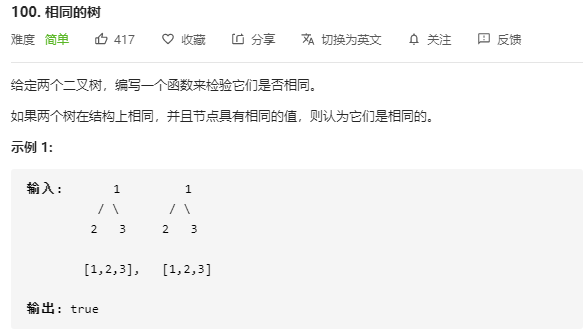 100. 相同的树
难度 简单 417 收藏 分享 切换为英文 关注 反馈
给定两个二叉树，编写一个函数来检验它们是否相同。
如果两个树在结构上相同，并且节点具有相同的值，则认为它们是相同的。
示例 1:
输入: 1 1
/ \ / \
2 3 2 3
[1,2,3], [1,2,3]
输出: true